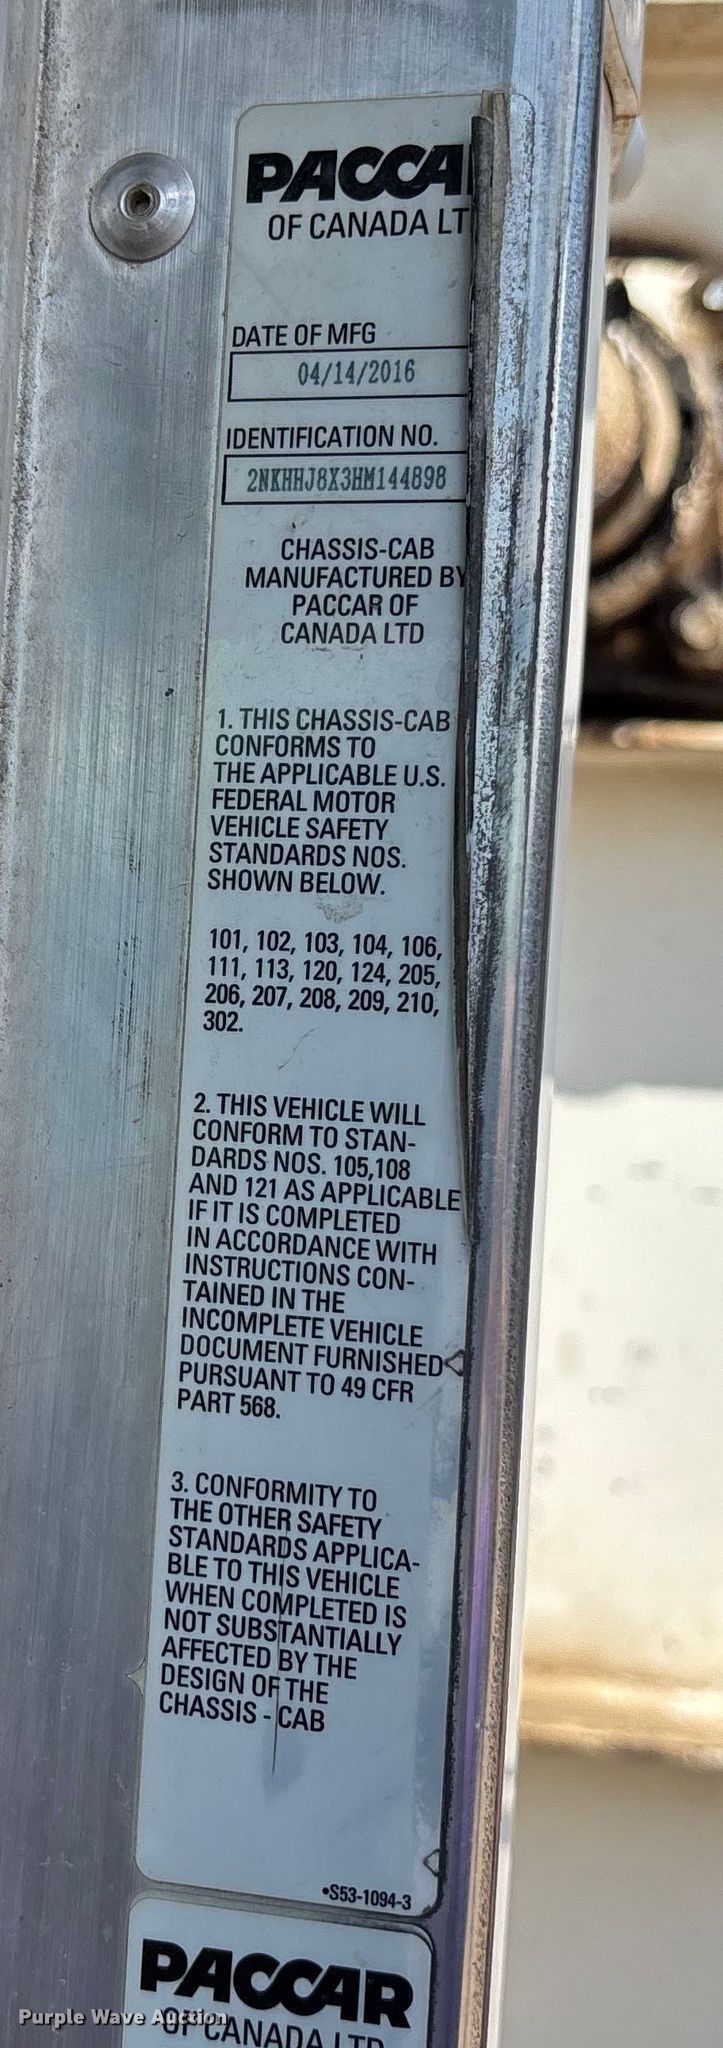 PACCA
OF CANADA LT
DATE OF MFG
04/14/2016
IDENTIFICATION NO.
2NKHHJ8X3HM144898
CHASSIS-CAB
MANUFACTURED BY
PACCAR OF
CANADA LTD
1. THIS CHASSIS-CAB
CONFORMS TO
THE APPLICABLE U.S.
FEDERAL MOTOR
VEHICLE SAFETY
STANDARDS NOS.
SHOWN BELOW.
101, 102, 103, 104, 106,
111, 113, 120, 124, 205,
206, 207, 208, 209, 210,
302.
2. THIS VEHICLE WILL
CONFORM TO STAN-
DARDS NOS. 105,108
AND 121 AS APPLICABLE
IF IT IS COMPLETED
IN ACCORDANCE WITH
INSTRUCTIONS CON-
TAINED IN THE
INCOMPLETE VEHICLE
DOCUMENT FURNISHED
PURSUANT TO 49 CFR
PART 568.
3. CONFORMITY TO
THE OTHER SAFETY
STANDARDS APPLICA-
BLE TO THIS VEHICLE
WHEN COMPLETED IS
NOT SUBSTANTIALLY
AFFECTED BY THE
DESIGN OF THE
CHASSIS - CAB
•S53-1094-3
PACCAR
OF CANADA LTD
Purple Wave Auction